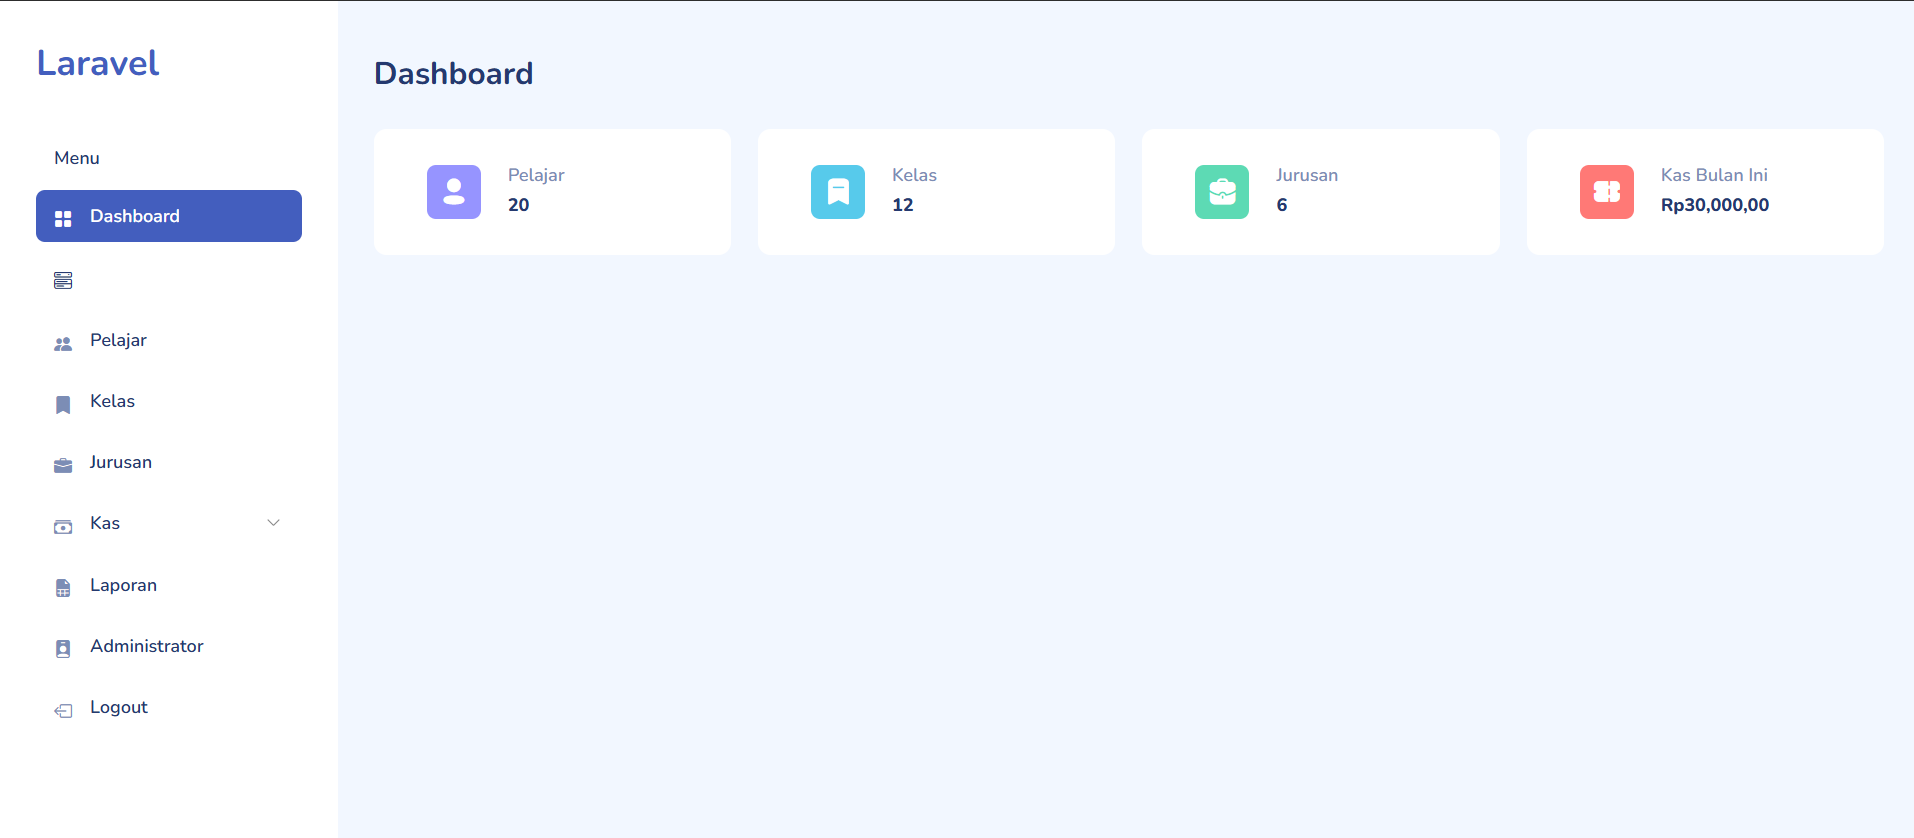 Laravel
Menu
Dashboard
Pelajar
Kelas
Jurusan
Kas
Laporan
Administrator
Logout
Dashboard
Pelajar
20
Kelas
12
Jurusan
6
Kas Bulan Ini
Rp30,000,00